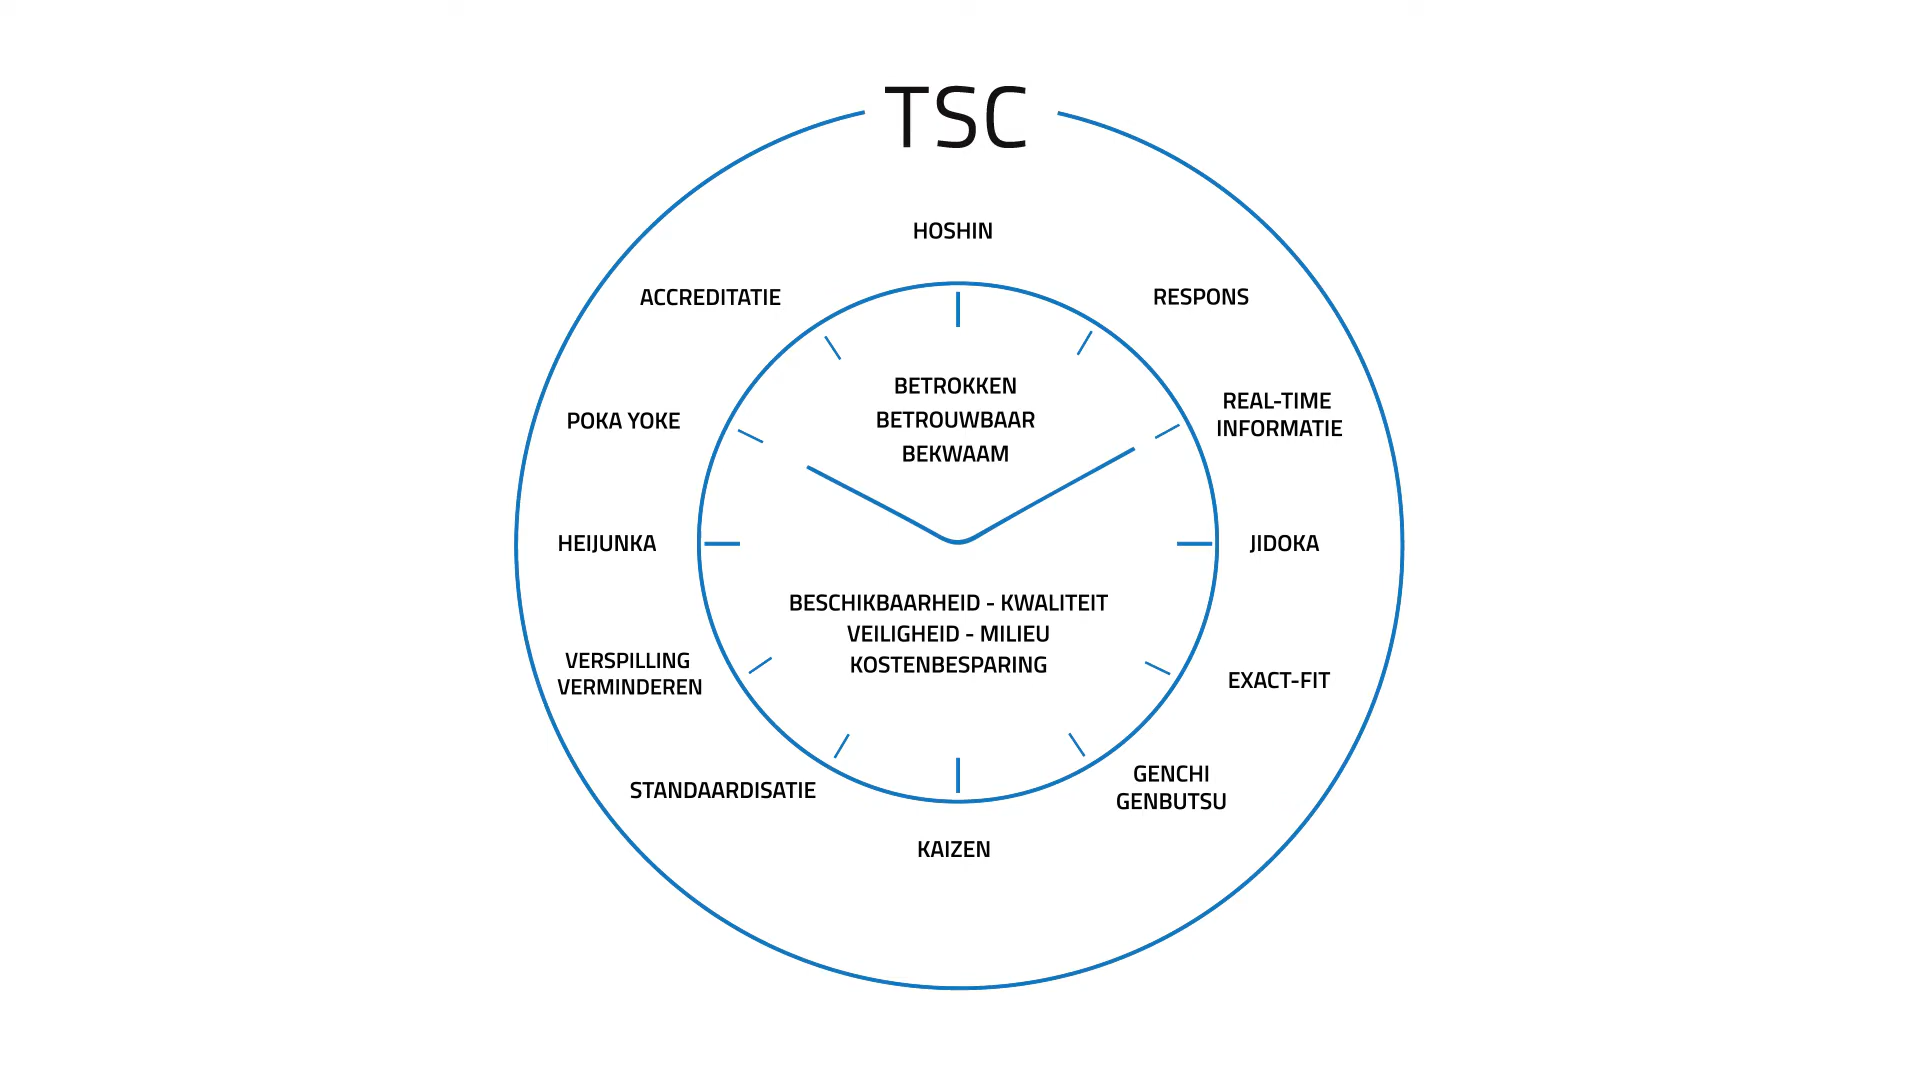 TSC
HOSHIN
ACCREDITATIE
RESPONS
BETROKKEN
BETROUWBAAR
BEKWAAM
POKA YOKE
REAL-TIME
INFORMATIE
HEIJUNKA
JIDOKA
BESCHIKBAARHEID - KWALITEIT
VEILIGHEID - MILIEU
KOSTENBESPARING
VERSPILLING
VERMINDEREN
EXACT-FIT
STANDAARDISATIE
GENCHI
GENBUTSU
KAIZEN